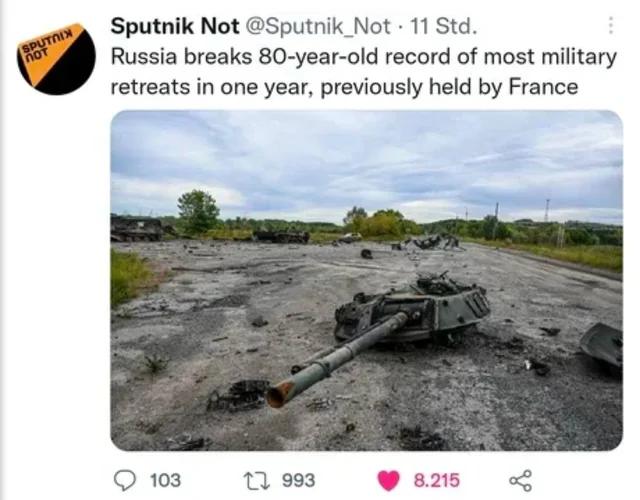 SPUTNIK
NOT
Sputnik Not @Sputnik_Not · 11 Std.
Russia breaks 80-year-old record of most military
retreats in one year, previously held by France
103 993 8.215